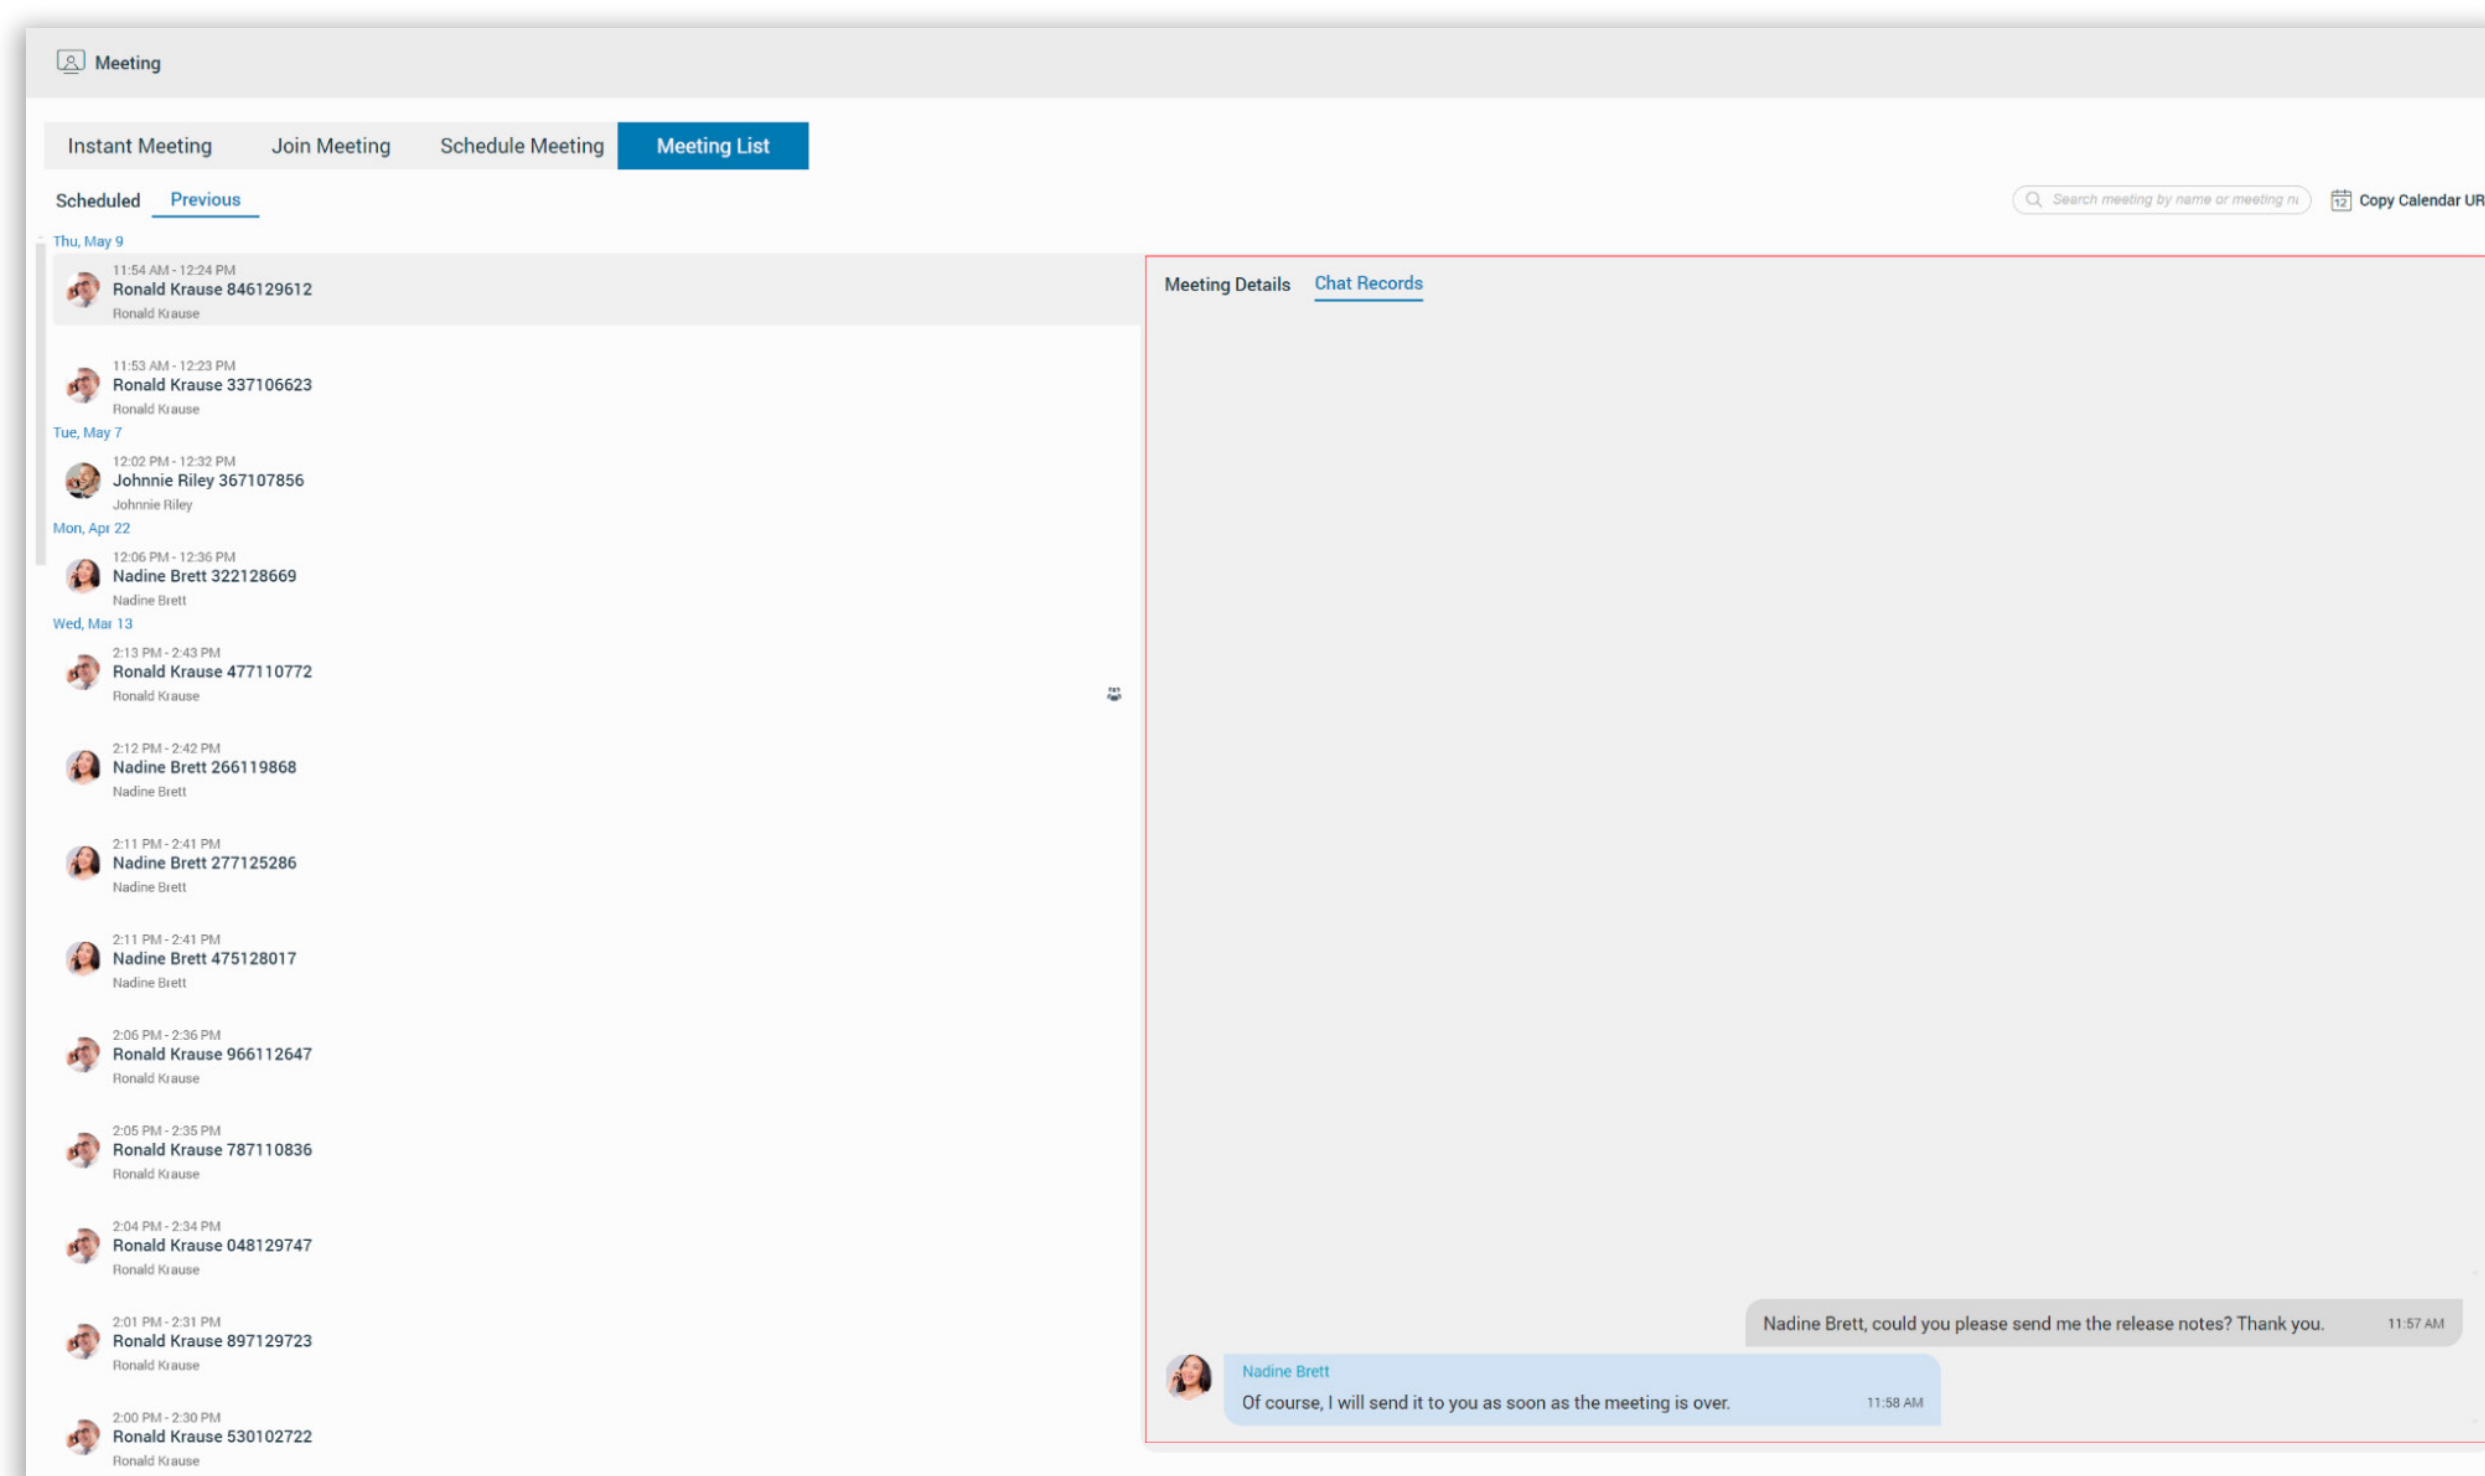 Meeting
Instant Meeting Join Meeting Schedule Meeting Meeting List
Scheduled Previous
Search meeting by name or meeting nu
12 Copy Calendar UR
Thu, May 9
11:54 AM - 12:24 PM
Ronald Krause 846129612
Ronald Krause
11:53 AM - 12:23 PM
Ronald Krause 337106623
Ronald Krause
Tue, May 7
12:02 PM - 12:32 PM
Johnnie Riley 367107856
Johnnie Riley
Mon, Apr 22
12:06 PM - 12:36 PM
Nadine Brett 322128669
Nadine Brett
Wed, Mar 13
2:13 PM - 2:43 PM
Ronald Krause 477110772
Ronald Krause
2:12 PM - 2:42 PM
Nadine Brett 266119868
Nadine Brett
2:11 PM - 2:41 PM
Nadine Brett 277125286
Nadine Brett
2:11 PM - 2:41 PM
Nadine Brett 475128017
Nadine Brett
2:06 PM - 2:36 PM
Ronald Krause 966112647
Ronald Krause
2:05 PM - 2:35 PM
Ronald Krause 787110836
Ronald Krause
2:04 PM - 2:34 PM
Ronald Krause 048129747
Ronald Krause
2:01 PM - 2:31 PM
Ronald Krause 897129723
Ronald Krause
2:00 PM - 2:30 PM
Ronald Krause 530102722
Ronald Krause
Meeting Details Chat Records
Nadine Brett, could you please send me the release notes? Thank you. 11:57 AM
Nadine Brett
Of course, I will send it to you as soon as the meeting is over. 11:58 AM